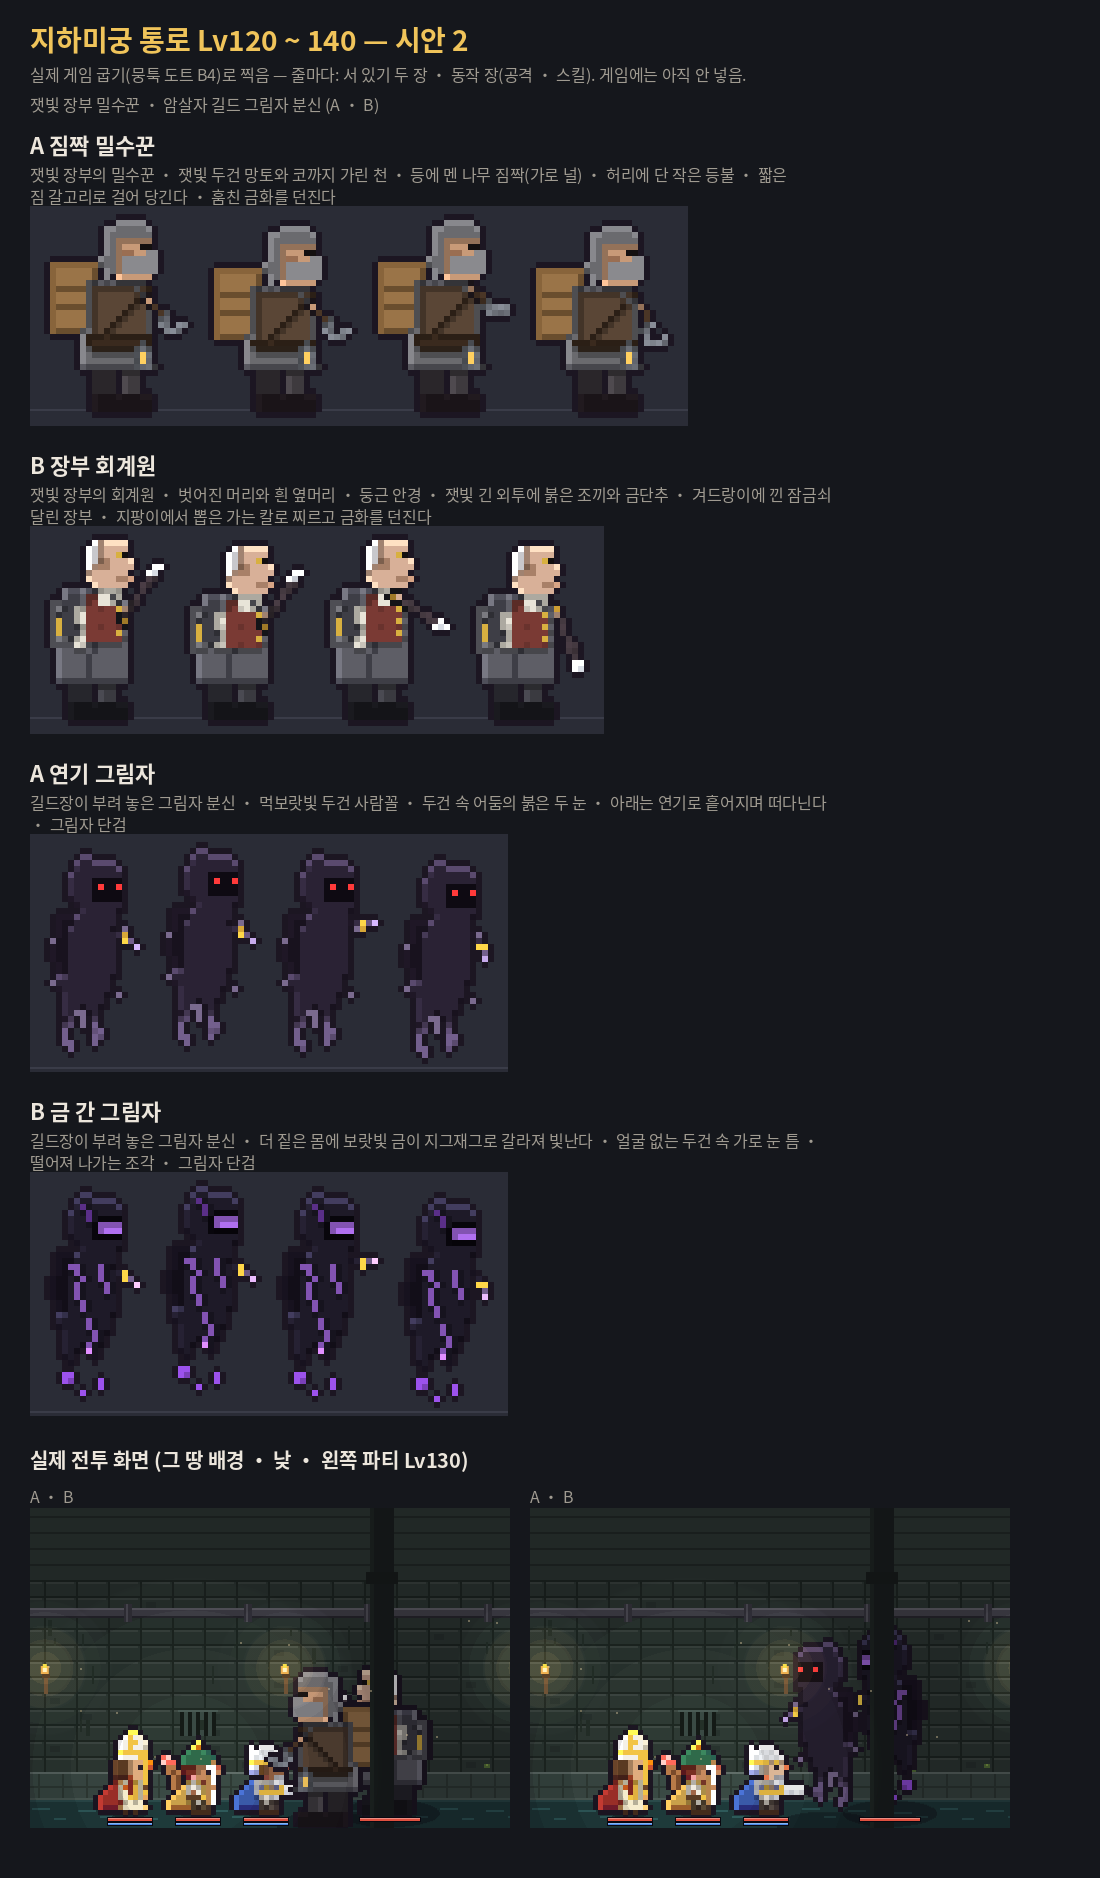 지하미궁 통로 Lv120 ~ 140 — 시안 2
실제 게임 굽기(뭉툭 도트 B4)로 찍음 — 줄마다: 서 있기 두 장 · 동작 장(공격 · 스킬). 게임에는 아직 안 넣음.
잿빛 장부 밀수꾼 · 암살자 길드 그림자 분신 (A · B)
A 짐짝 밀수꾼
잿빛 장부의 밀수꾼 · 잿빛 두건 망토와 코까지 가린 천 · 등에 멘 나무 짐짝(가로 널) · 허리에 단 작은 등불 · 짧은
짐 갈고리로 걸어 당긴다 · 훔친 금화를 던진다
B 장부 회계원
잿빛 장부의 회계원 · 벗어진 머리와 흰 옆머리 · 둥근 안경 · 잿빛 긴 외투에 붉은 조끼와 금단추 · 겨드랑이에 낀 잠금쇠
달린 장부 · 지팡이에서 뽑은 가는 칼로 찌르고 금화를 던진다
A 연기 그림자
길드장이 부려 놓은 그림자 분신 · 먹보랏빛 두건 사람꼴 · 두건 속 어둠의 붉은 두 눈 · 아래는 연기로 흩어지며 떠다닌다
· 그림자 단검
B 금 간 그림자
길드장이 부려 놓은 그림자 분신 · 더 짙은 몸에 보랏빛 금이 지그재그로 갈라져 빛난다 · 얼굴 없는 두건 속 가로 눈 틈 ·
떨어져 나가는 조각 · 그림자 단검
실제 전투 화면 (그 땅 배경 · 낮 · 왼쪽 파티 Lv130)
A · B
A · B